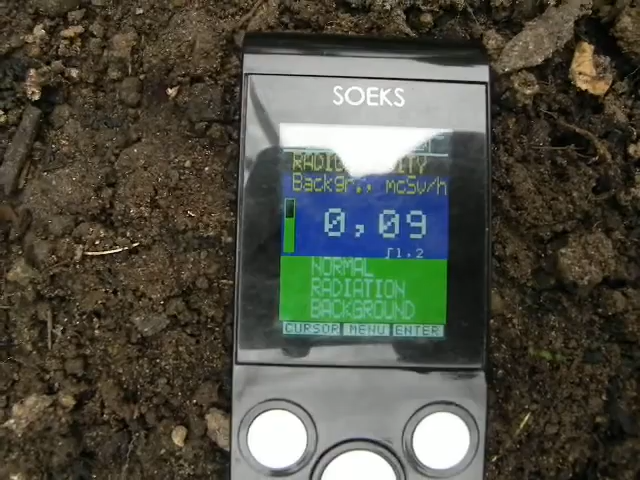 SOEKS
Backgr., mcSv/h
0,09
NORMAL
RADIATION
BACKGROUND
CURSOR MENU ENTER